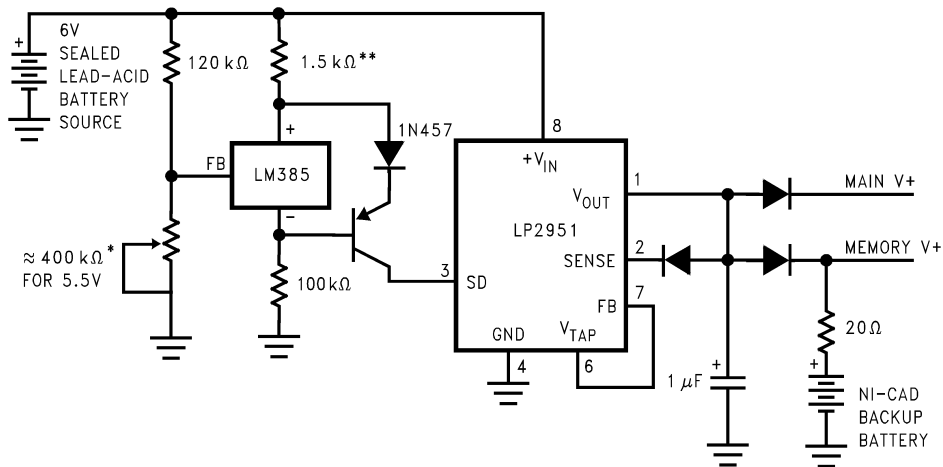 +
6V
SEALED
LEAD-ACID
BATTERY
SOURCE
120 kΩ
1.5 kΩ**
1N457
+
FB
LM385
−
≈ 400 kΩ*
FOR 5.5V
100kΩ
8
+VIN
1
VOUT
LP2951
2
SENSE
3
SD
7
FB
GND
VTAP
4
6
MAIN V+
MEMORY V+
20Ω
+
1 μF
+
NI-CAD
BACKUP
BATTERY